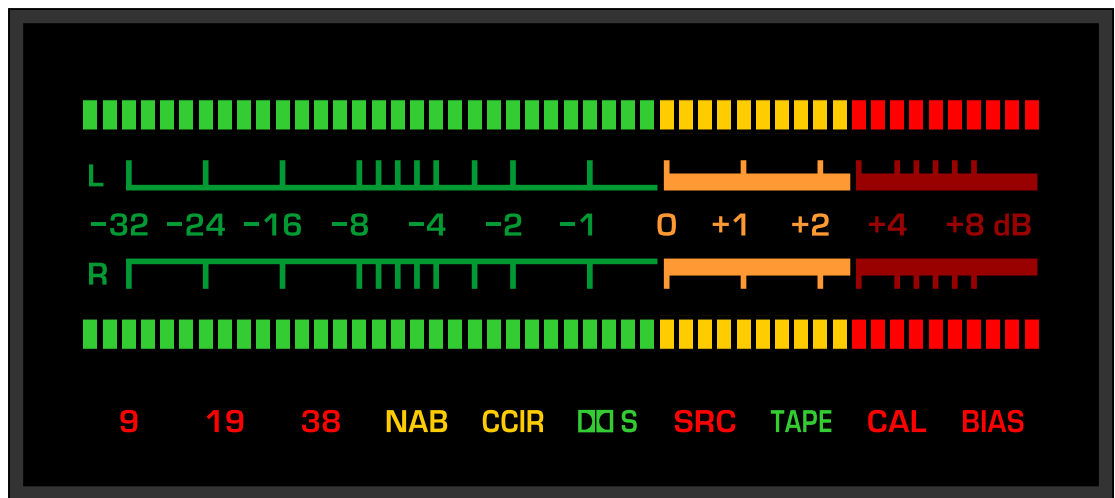 L
−32 −24 −16 −8 −4 −2 −1 0 +1 +2 +4 +8 dB
R
9 19 38 NAB CCIR S SRC TAPE CAL BIAS